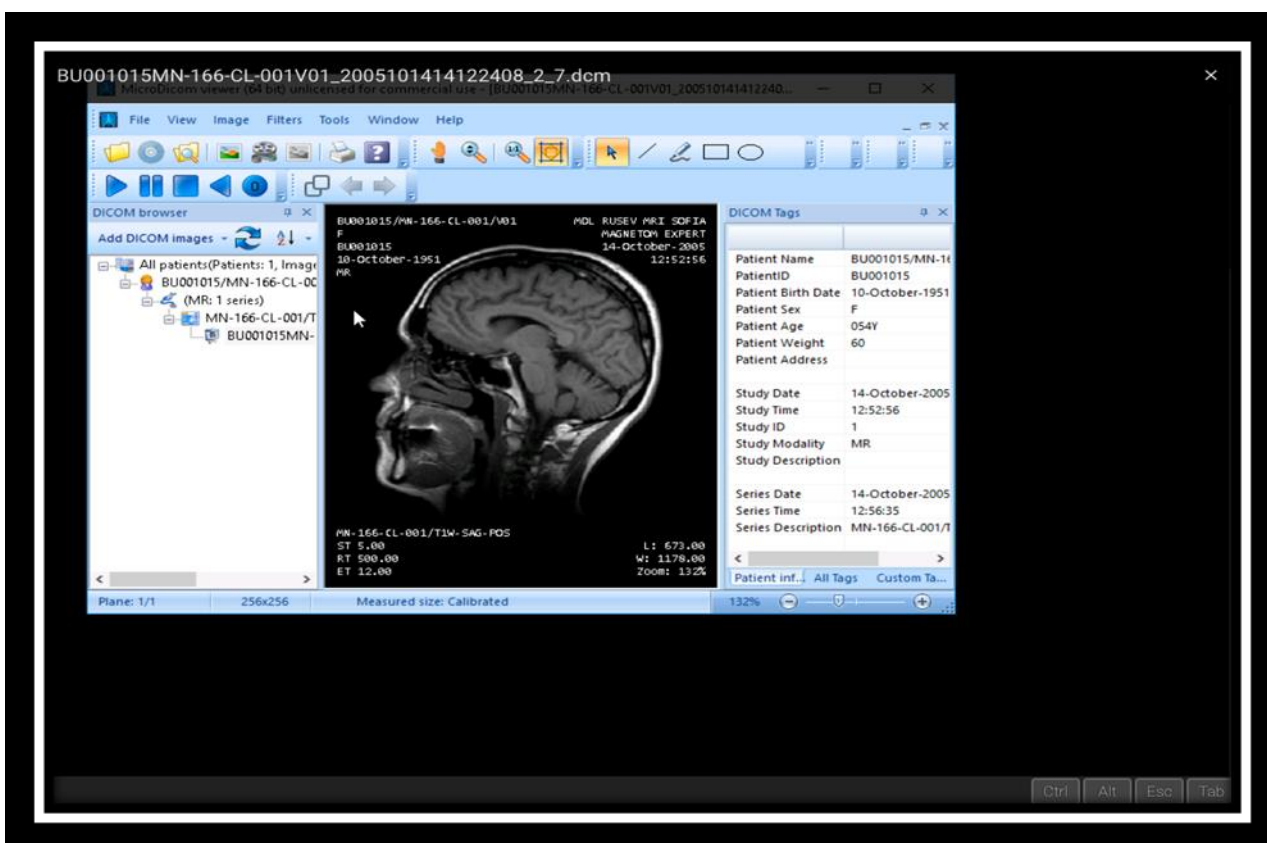 BU001015MN-166-CL-001V01_2005101414122408_2_7.dcm
MicroDicom viewer (64 bit) unlicensed for commercial use - [BU001015MN-166-CL-001V01_200510141412240...
File View Image Filters Tools Window Help
DICOM browser
Add DICOM images
All patients(Patients: 1, Image
BU001015/MN-166-CL-00
(MR: 1 series)
MN-166-CL-001/T
BU001015MN-
BU001015/MN-166-CL-001/V01
F
BU001015
10-October-1951
MR
MDL RUSEV MRI SOFIA
MAGNETOM EXPERT
14-October-2005
12:52:56
MN-166-CL-001/T1W-SAG-POS
ST 5.00
RT 500.00
ET 12.00
L: 673.00
W: 1178.00
Zoom: 132%
DICOM Tags
Patient Name BU001015/MN-16
PatientID BU001015
Patient Birth Date 10-October-1951
Patient Sex F
Patient Age 054Y
Patient Weight 60
Patient Address
Study Date 14-October-2005
Study Time 12:52:56
Study ID 1
Study Modality MR
Study Description
Series Date 14-October-2005
Series Time 12:56:35
Series Description MN-166-CL-001/T
Patient inf... All Tags Custom Ta...
Plane: 1/1 256x256 Measured size: Calibrated 132%
Ctrl Alt Esc Tab